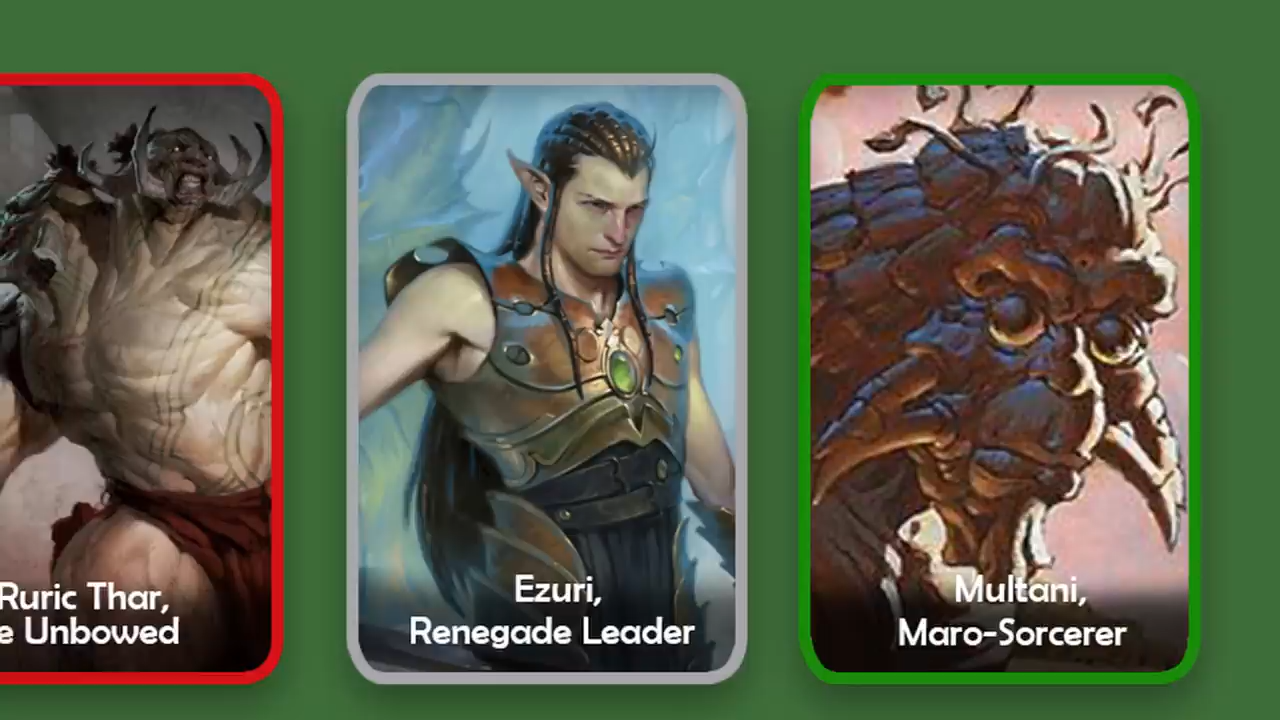 Ruric Thar,
e Unbowed
Ezuri,
Renegade Leader
Multani,
Maro-Sorcerer